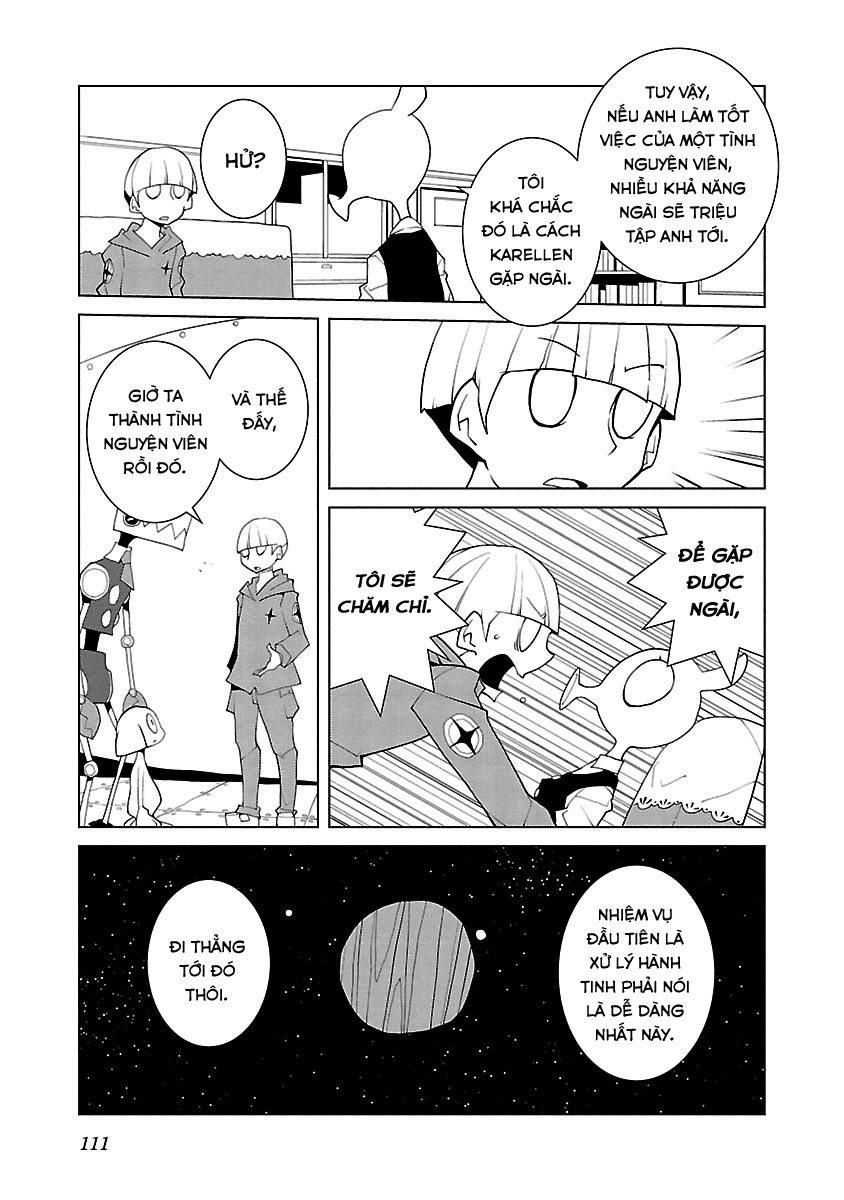 TUY VẬY,
NẾU ANH LÀM TỐT
VIỆC CỦA MỘT TÌNH
NGUYỆN VIÊN,
NHIỀU KHẢ NĂNG
NGÀI SẼ TRIỆU
TẬP ANH TỚI.
TÔI
KHÁ CHẮC
ĐÓ LÀ CÁCH
KARELLEN
GẶP NGÀI.
HỬ?
ĐỂ GẶP
ĐƯỢC
NGÀI,
TÔI SẼ
CHĂM CHỈ.
VÀ THẾ
ĐẤY,
GIỜ TA
THÀNH TÌNH
NGUYỆN VIÊN
RỒI ĐÓ.
NHIỆM VỤ
ĐẦU TIÊN LÀ
XỬ LÝ HÀNH
TINH PHẢI NÓI
LÀ DỄ DÀNG
NHẤT NÀY.
ĐI THẲNG
TỚI ĐÓ
THÔI.
111